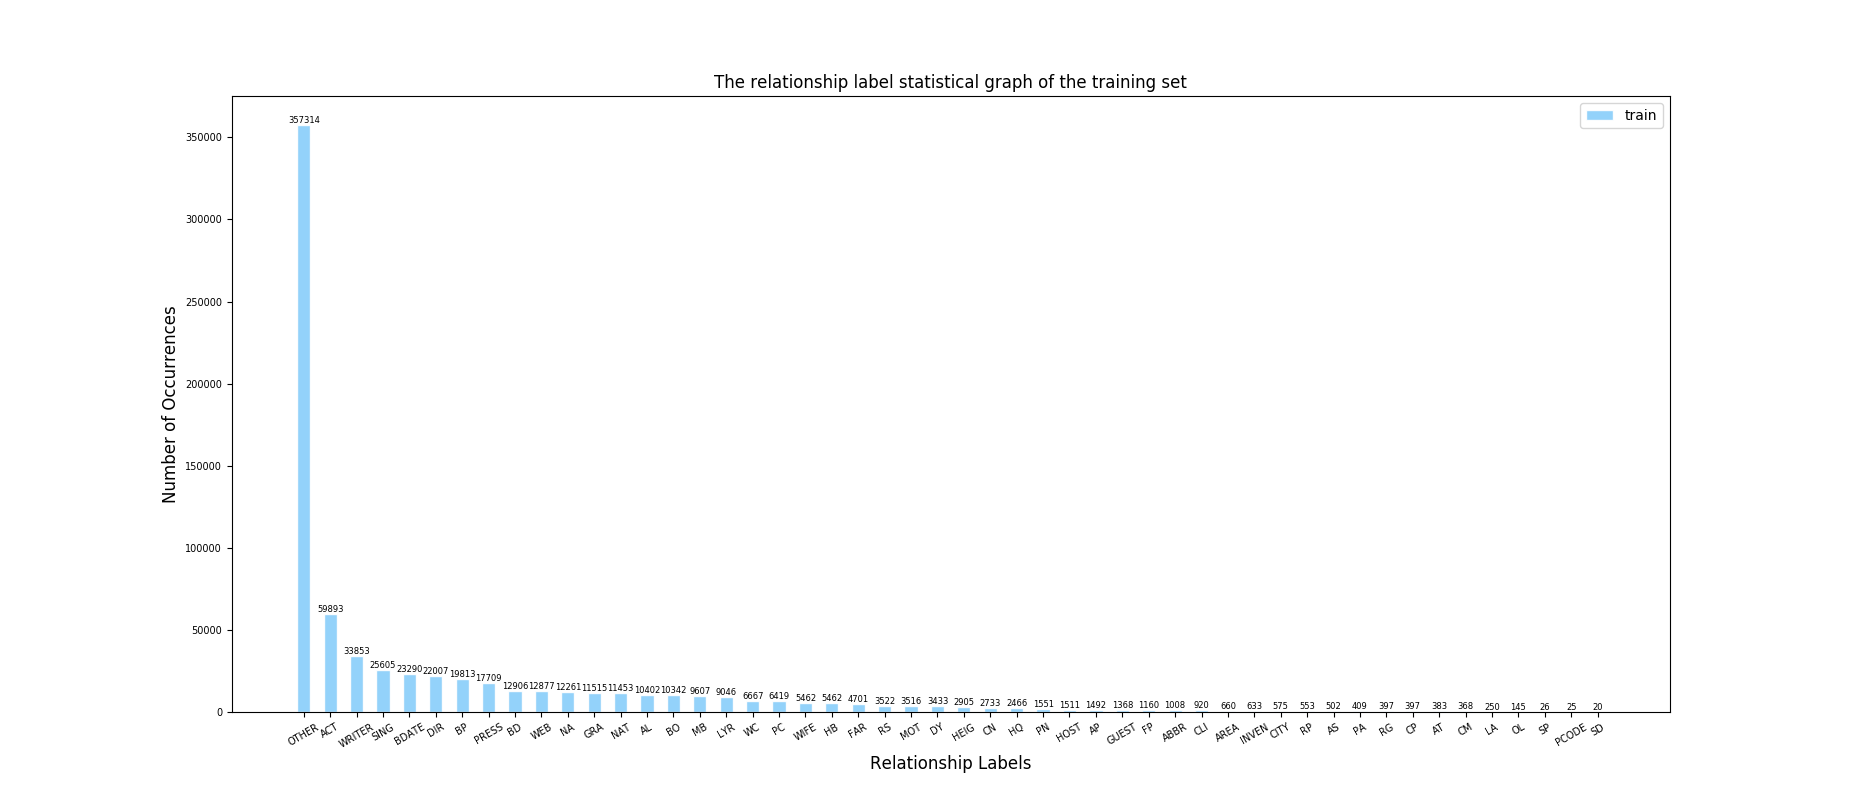 The relationship label statistical graph of the training set
train
Number of Occurrences
350000
300000
250000
200000
150000
100000
50000
0
357314 59893 33853 25605 23290 22007 19813 17709 12906 12877 12261 11515 11453 10402 10342 9607 9046 6667 6419 5462 5462 4701 3522 3516 3433 2905 2733 2466 1551 1511 1492 1368 1160 1008 920 660 633 575 553 502 409 397 397 383 368 250 145 26 25 20
OTHER ACT WRITER SING BDATE DIR BP PRESS BD WEB NA GRA NAT AL BO MB LYR WC PC WIFE HB FAR RS MOT DY HEIG CN HQ PN HOST AP GUEST FP ABBR CLI AREA INVEN CITY RP AS PA RG CP AT CM LA OL SP PCODE SD
Relationship Labels